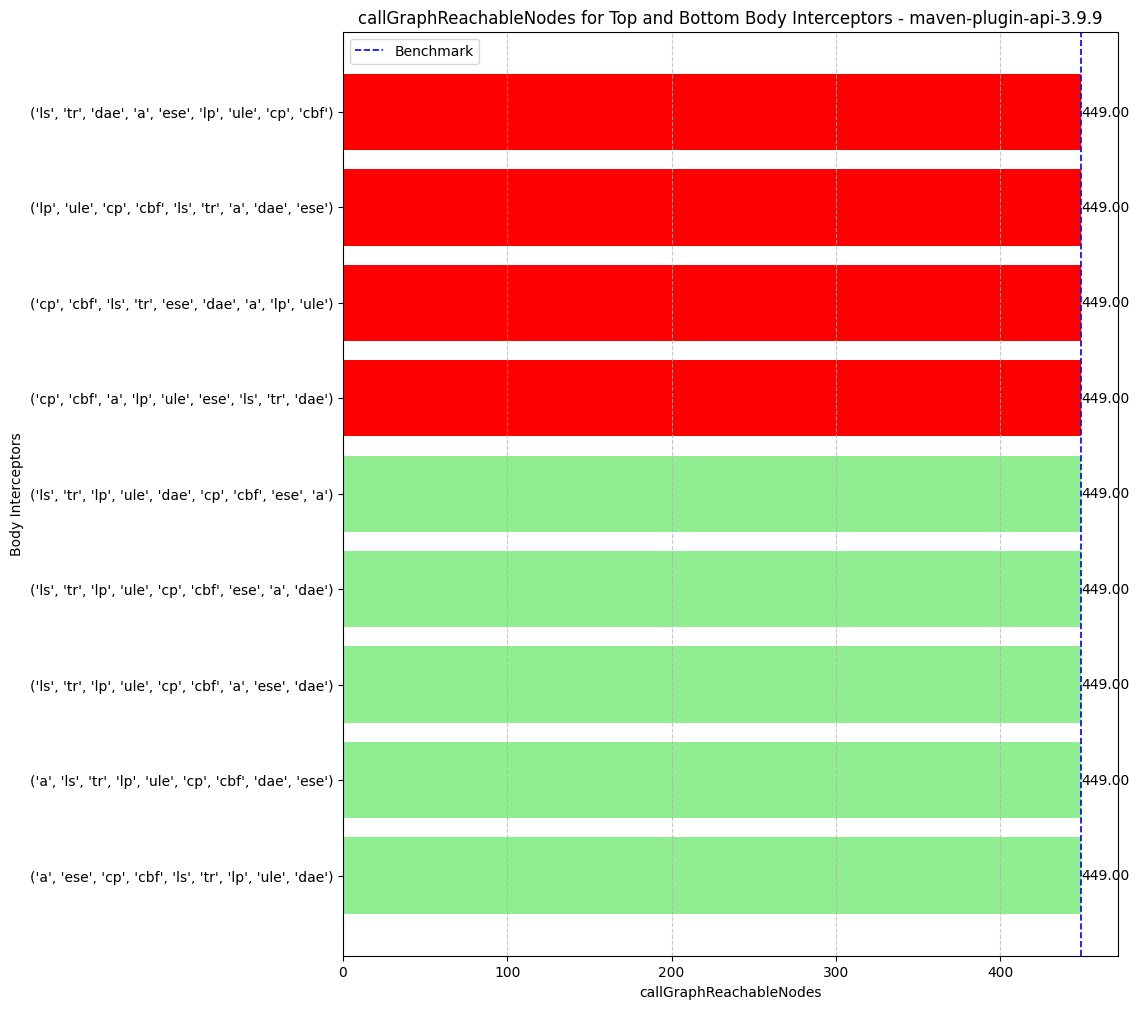 callGraphReachableNodes for Top and Bottom Body Interceptors - maven-plugin-api-3.9.9
Benchmark
('ls', 'tr', 'dae', 'a', 'ese', 'lp', 'ule', 'cp', 'cbf') 449.00
('lp', 'ule', 'cp', 'cbf', 'ls', 'tr', 'a', 'dae', 'ese') 449.00
('cp', 'cbf', 'ls', 'tr', 'ese', 'dae', 'a', 'lp', 'ule') 449.00
('cp', 'cbf', 'a', 'lp', 'ule', 'ese', 'ls', 'tr', 'dae') 449.00
('ls', 'tr', 'lp', 'ule', 'dae', 'cp', 'cbf', 'ese', 'a') 449.00
('ls', 'tr', 'lp', 'ule', 'cp', 'cbf', 'ese', 'a', 'dae') 449.00
('ls', 'tr', 'lp', 'ule', 'cp', 'cbf', 'a', 'ese', 'dae') 449.00
('a', 'ls', 'tr', 'lp', 'ule', 'cp', 'cbf', 'dae', 'ese') 449.00
('a', 'ese', 'cp', 'cbf', 'ls', 'tr', 'lp', 'ule', 'dae') 449.00
Body Interceptors
0 100 200 300 400
callGraphReachableNodes